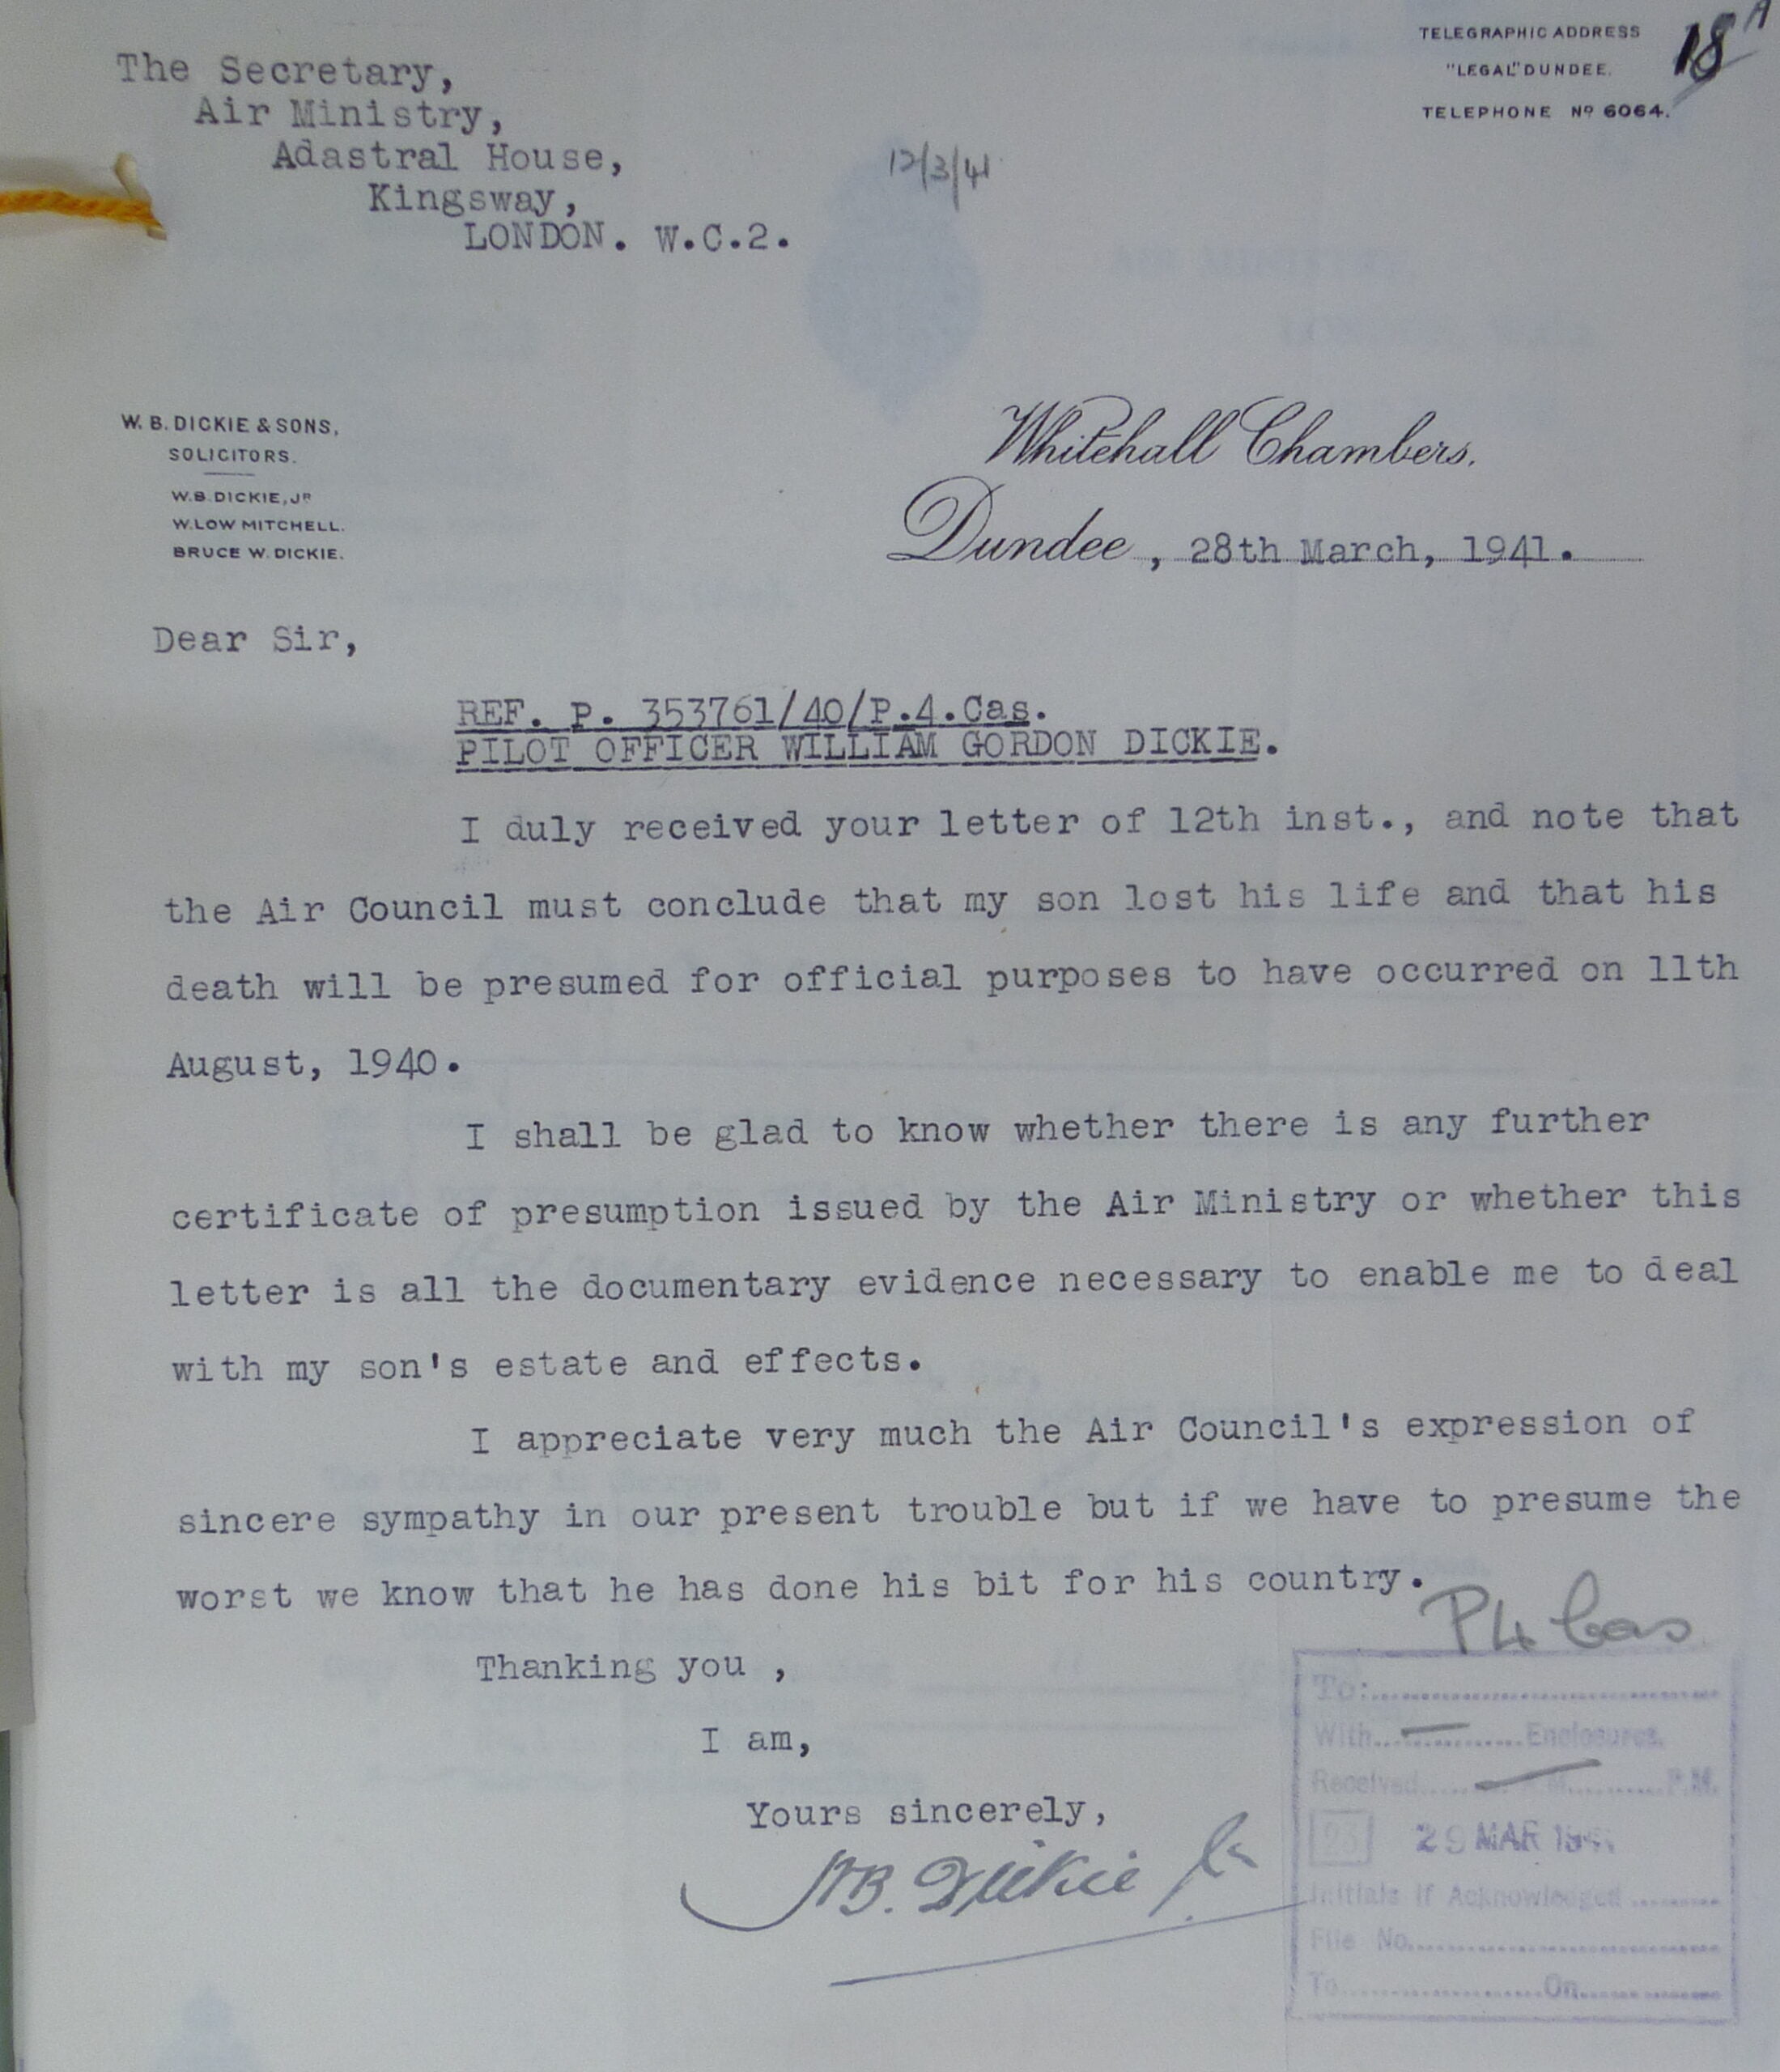 The Secretary,
Air Ministry,
Adastral House,
Kingsway,
LONDON. W.C.2.
TELEGRAPHIC ADDRESS
"LEGAL" DUNDEE.
TELEPHONE Nº 6064.
18A
12/3/41
W. B. DICKIE & SONS,
SOLICITORS.
W.B. DICKIE, JR
W. LOW MITCHELL.
BRUCE W. DICKIE.
Whitehall Chambers.
Dundee, 28th March, 1941.
Dear Sir,
REF. P. 353761/40/P.4.Cas.
PILOT OFFICER WILLIAM GORDON DICKIE.
I duly received your letter of 12th inst., and note that
the Air Council must conclude that my son lost his life and that his
death will be presumed for official purposes to have occurred on 11th
August, 1940.
I shall be glad to know whether there is any further
certificate of presumption issued by the Air Ministry or whether this
letter is all the documentary evidence necessary to enable me to deal
with my son's estate and effects.
I appreciate very much the Air Council's expression of
sincere sympathy in our present trouble but if we have to presume the
worst we know that he has done his bit for his country.
Thanking you ,
I am,
Yours sincerely,
W.B. Dickie Jr
P4 Cas
To:
With Enclosures.
Received A.M. P.M.
23 29 MAR 1941
Initials if Acknowledged
File No.
To On